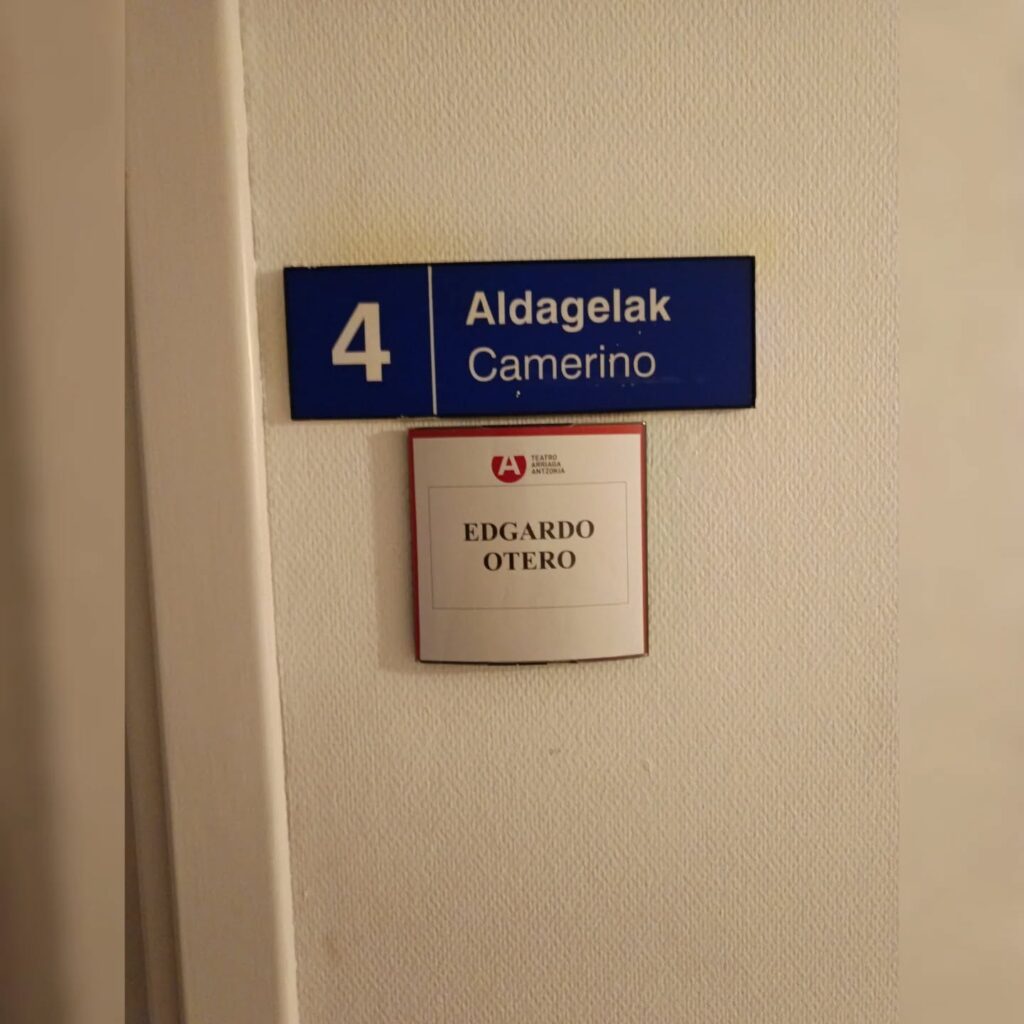 4
Aldagelak
Camerino
A
TEATRO
ARRIAGA
ANTZOKIA
EDGARDO
OTERO